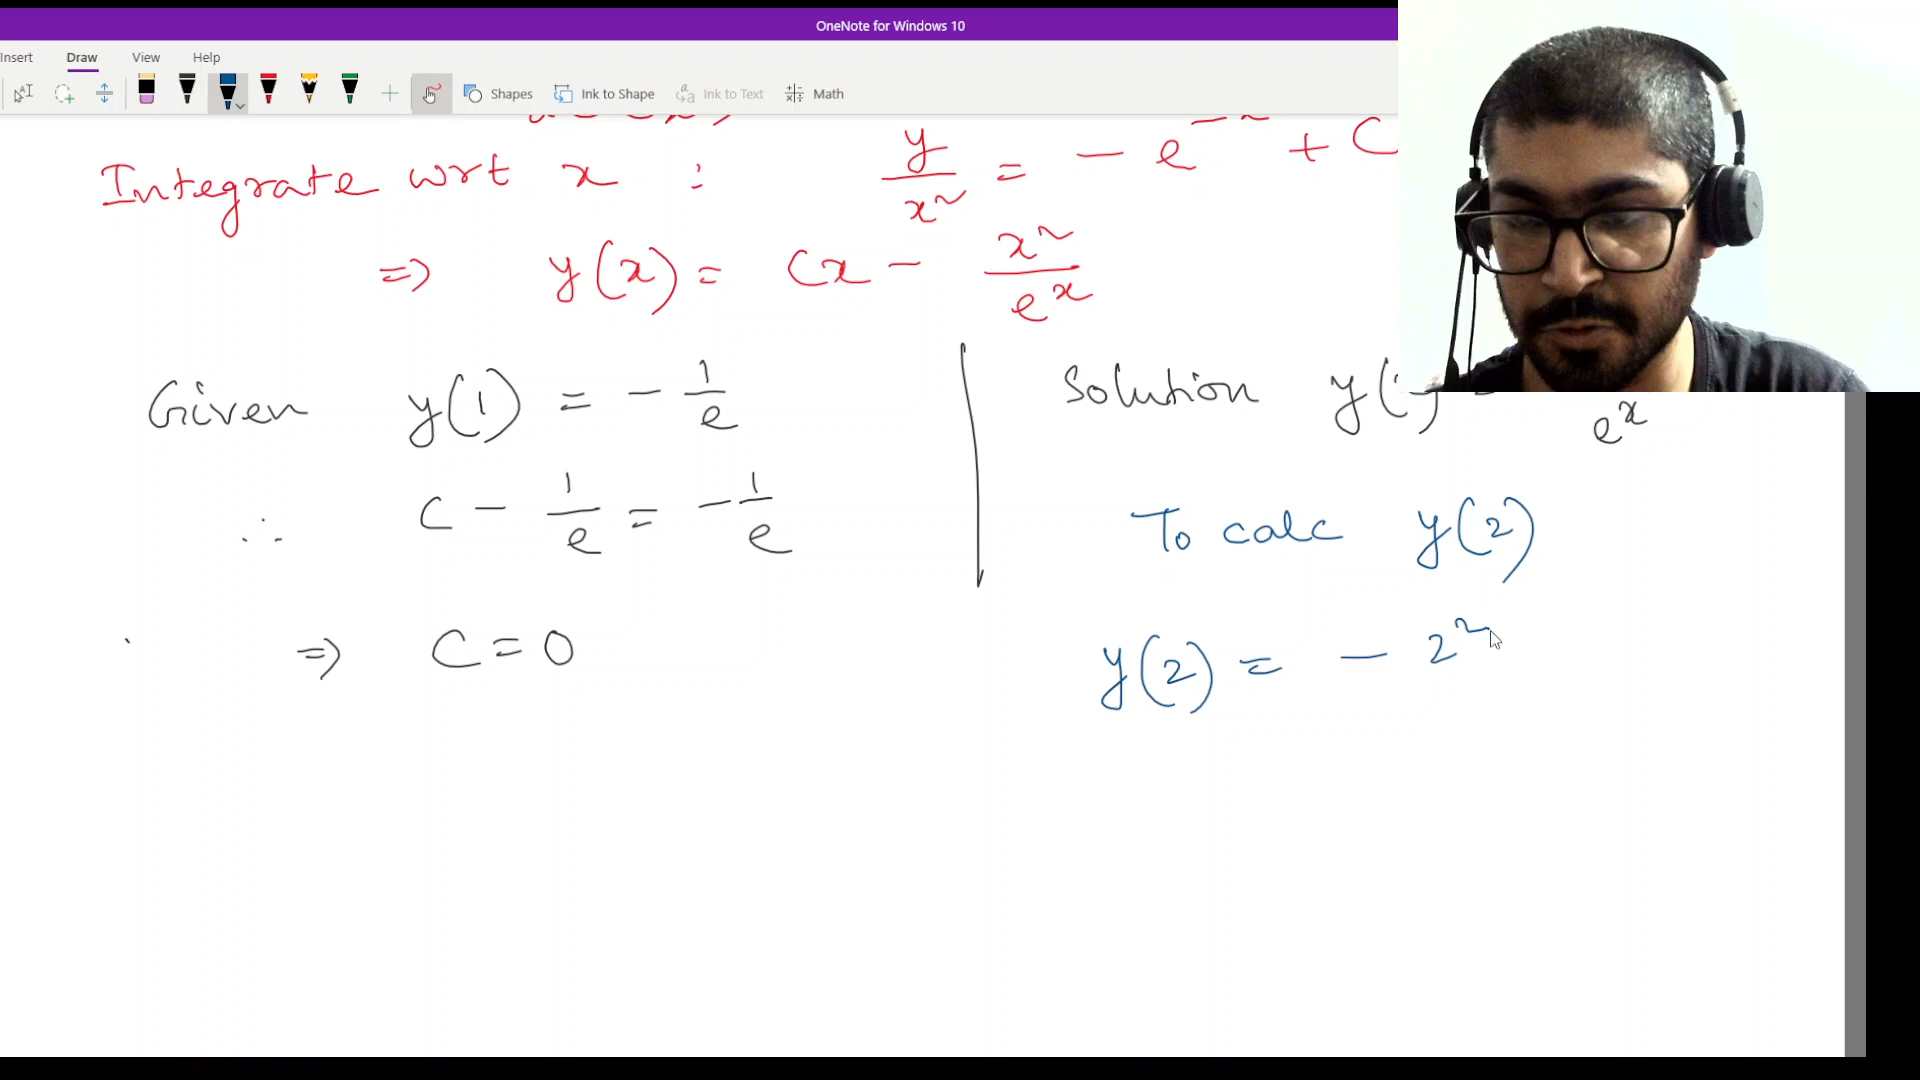 OneNote for Windows 10
Insert Draw View Help
Shapes Ink to Shape Ink to Text Math
Integrate wrt x : y/x² = - e^-x + C
=> y(x) = Cx - x²/e^x
Given y(1) = - 1/e
∴ C - 1/e = - 1/e
=> C = 0
Solution y( ) = e^x
To calc y(2)
y(2) = - 2²